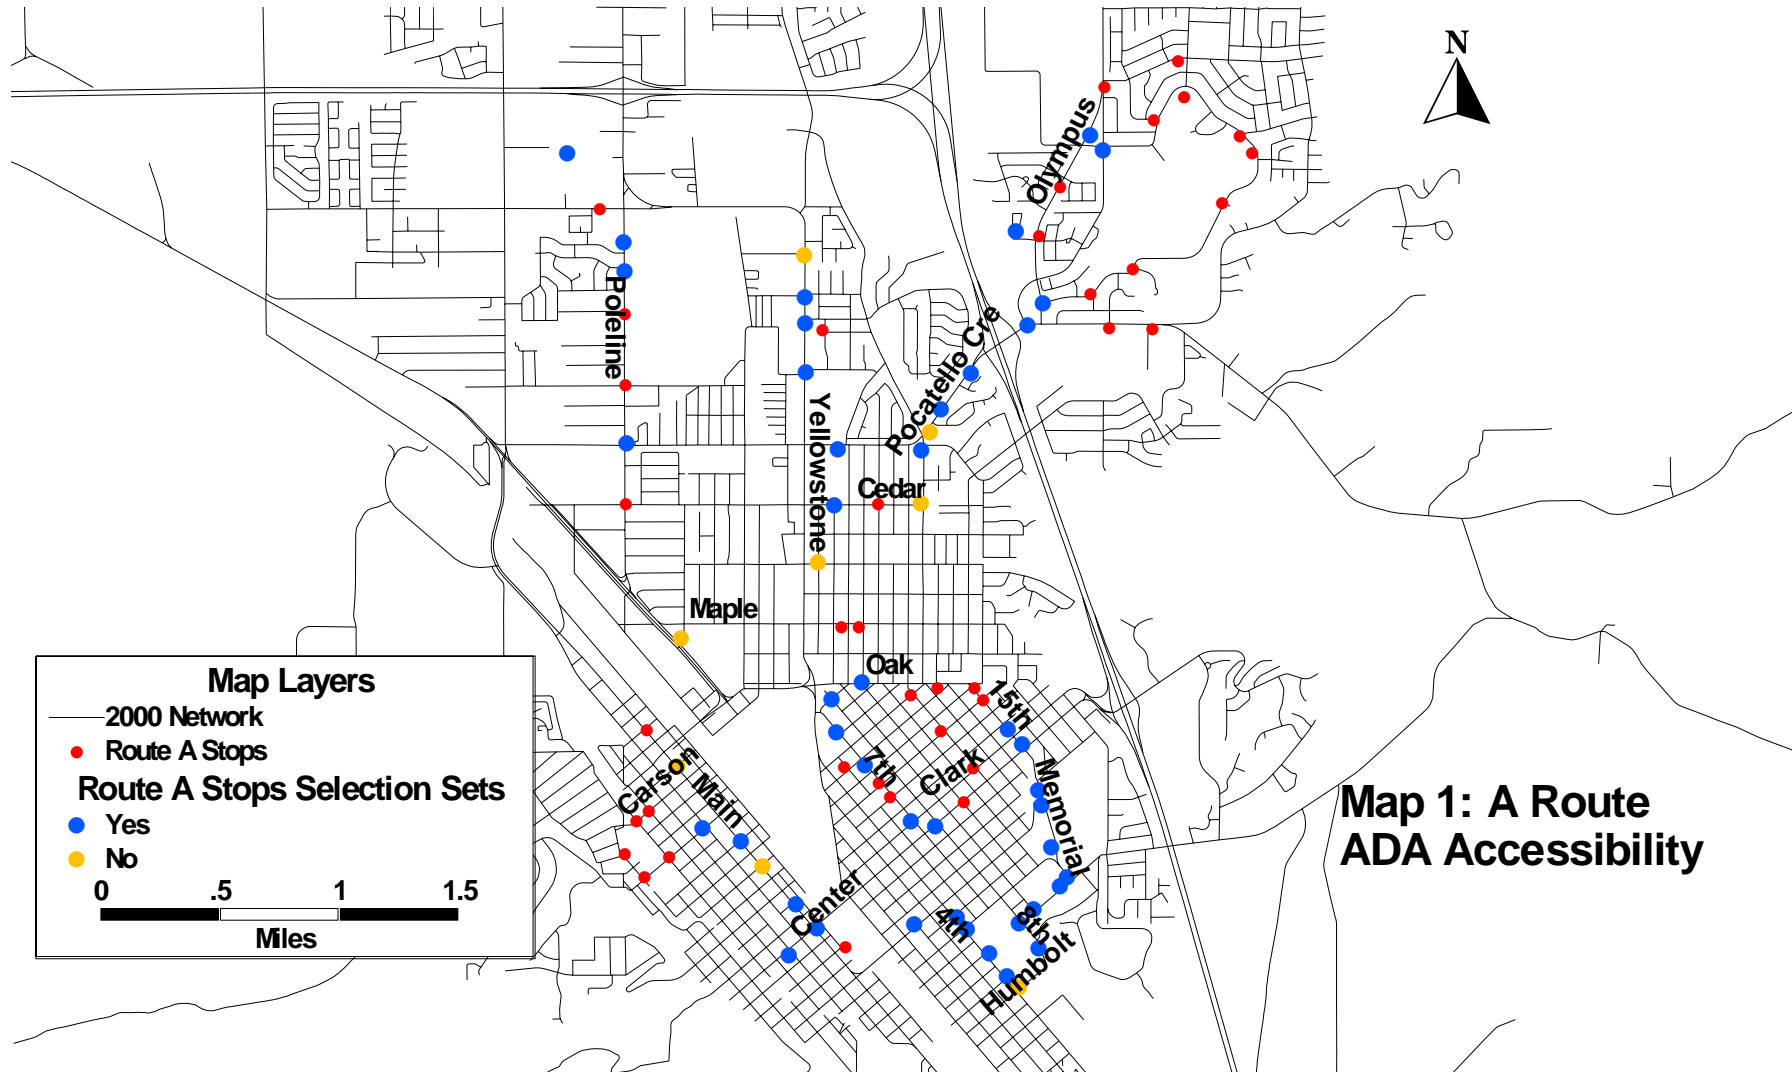 N
Olympus
Poleline
Pocatello Cre
Yellowstone
Cedar
Maple
Oak
15th
7th
Clark
Carson
Main
Memorial
Center
4th
8th
Humbolt
Map Layers
2000 Network
Route A Stops
Route A Stops Selection Sets
Yes
No
0 .5 1 1.5
Miles
Map 1: A Route
ADA Accessibility